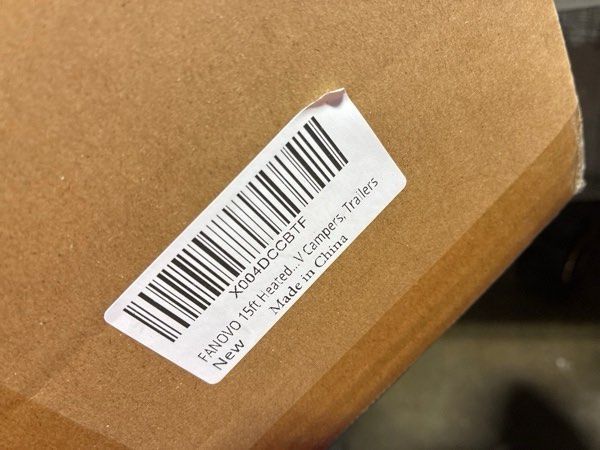 X004DCCBTF
FANOVO 15ft Heated...V Campers, Trailers
New Made in China